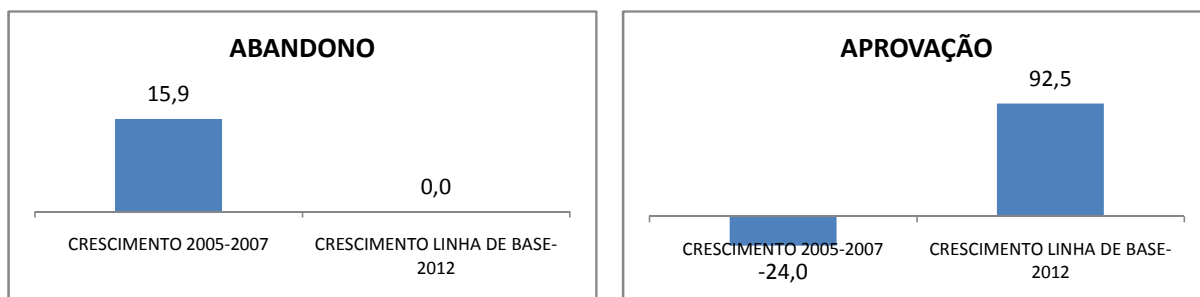 ABANDONO
15,9
0,0
CRESCIMENTO 2005-2007
CRESCIMENTO LINHA DE BASE-
2012
APROVAÇÃO
92,5
CRESCIMENTO 2005-2007
-24,0
CRESCIMENTO LINHA DE BASE-
2012